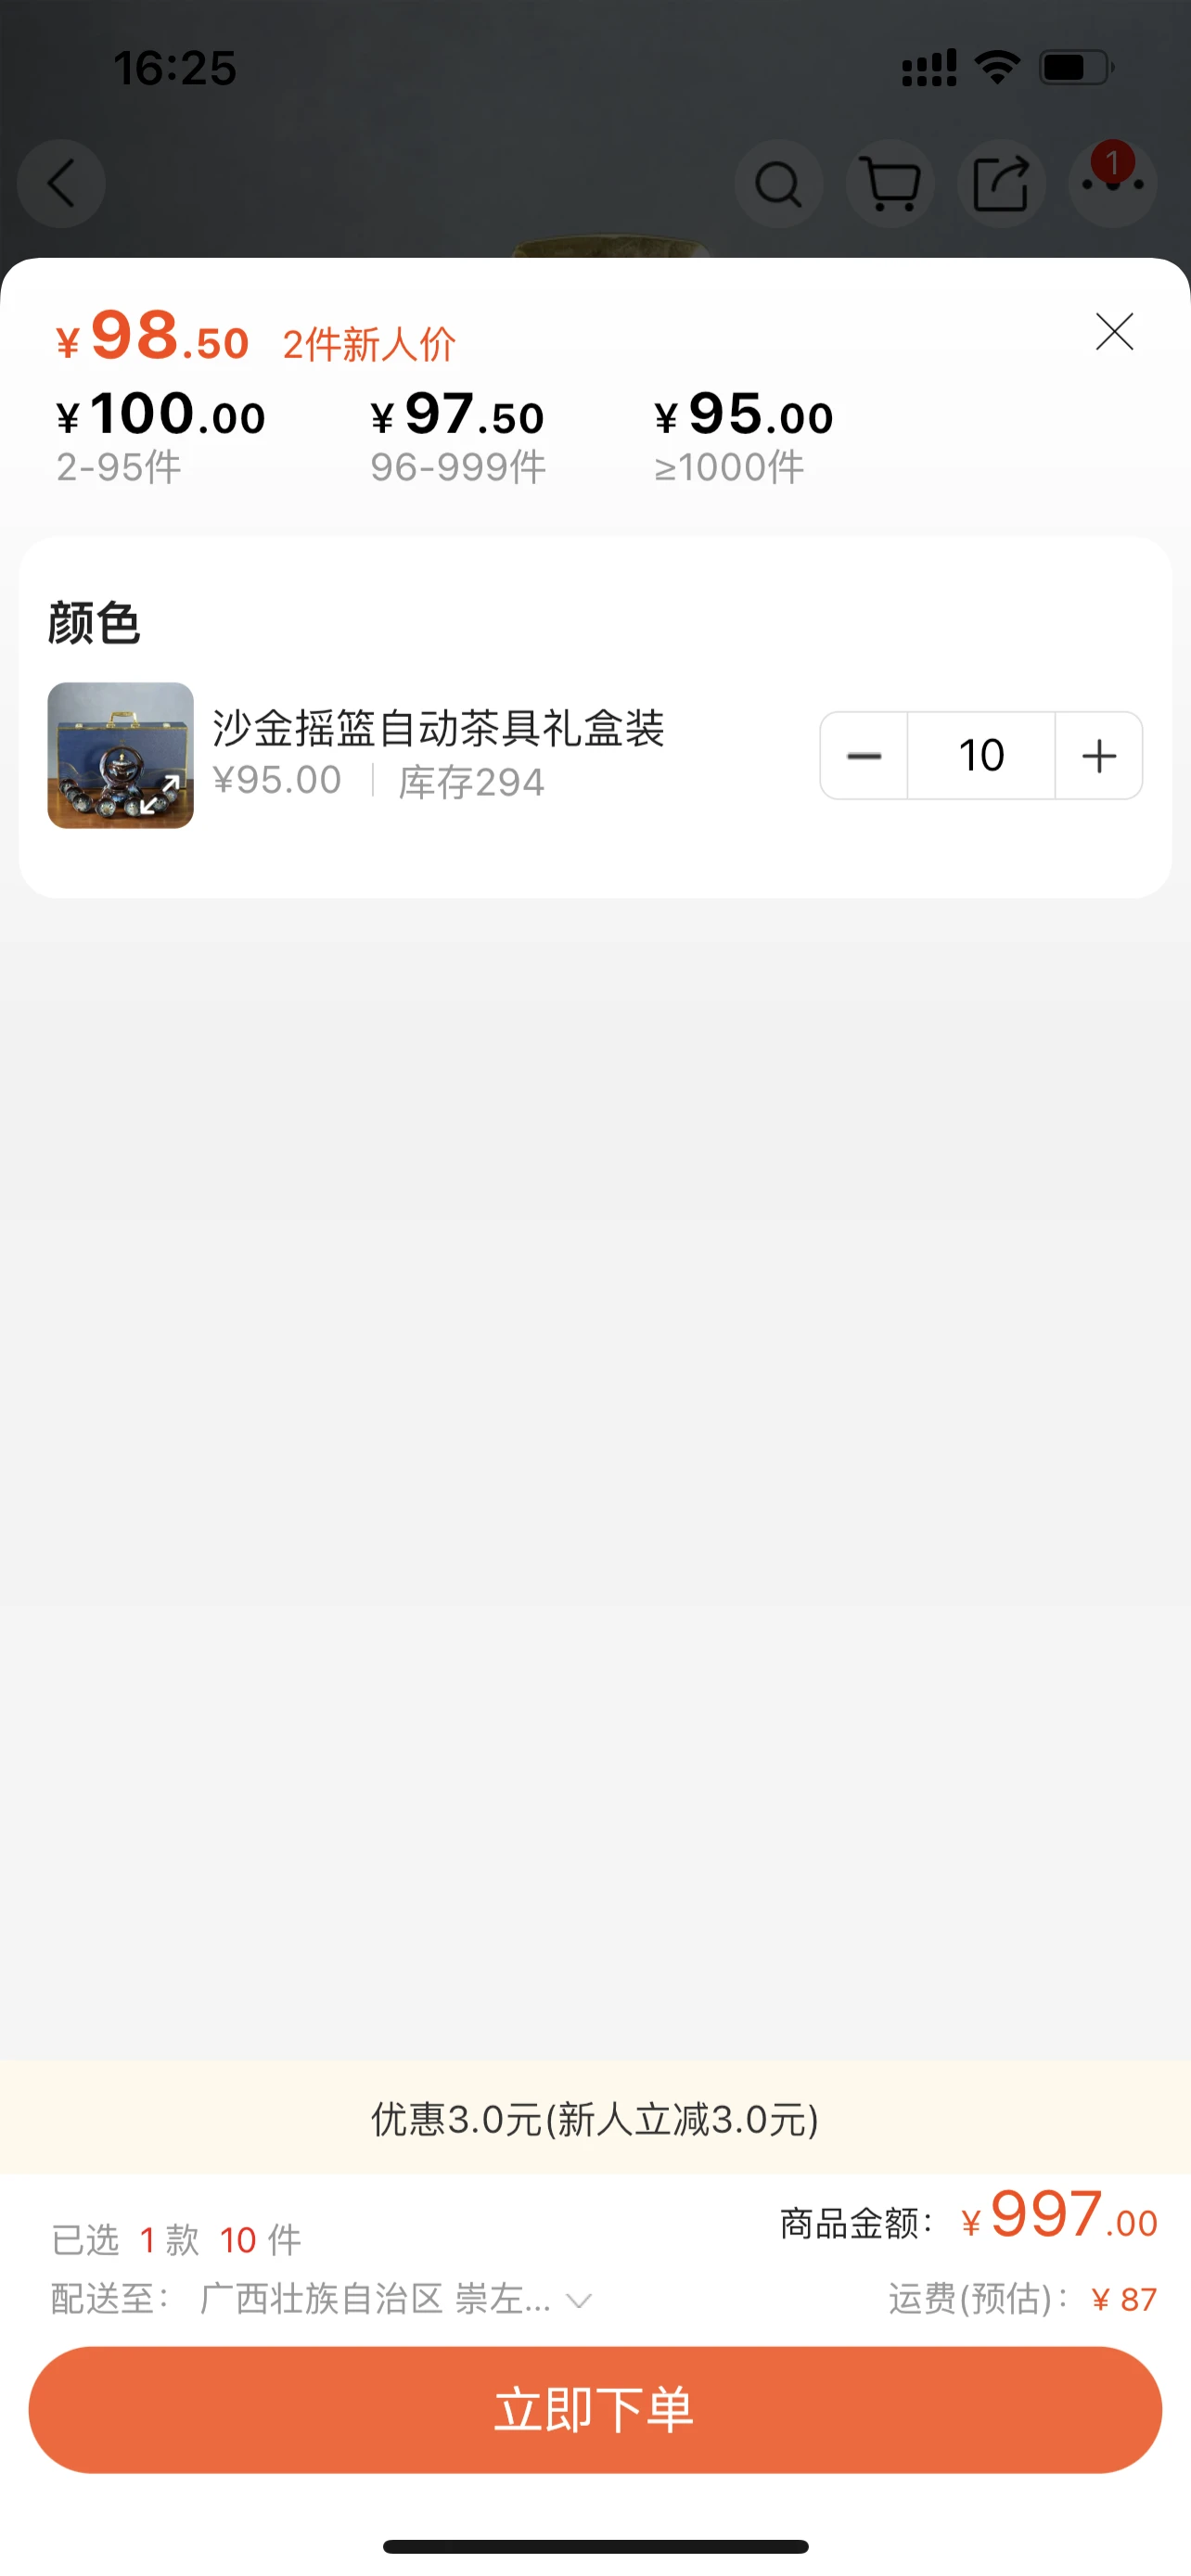 16:25
1
¥98.50 2件新人价
¥100.00 ¥97.50 ¥95.00
2-95件 96-999件 ≥1000件
颜色
沙金摇篮自动茶具礼盒装
¥95.00 库存294
10
优惠3.0元(新人立减3.0元)
已选 1 款 10 件 商品金额： ¥997.00
配送至： 广西壮族自治区 崇左... 运费(预估)： ¥87
立即下单